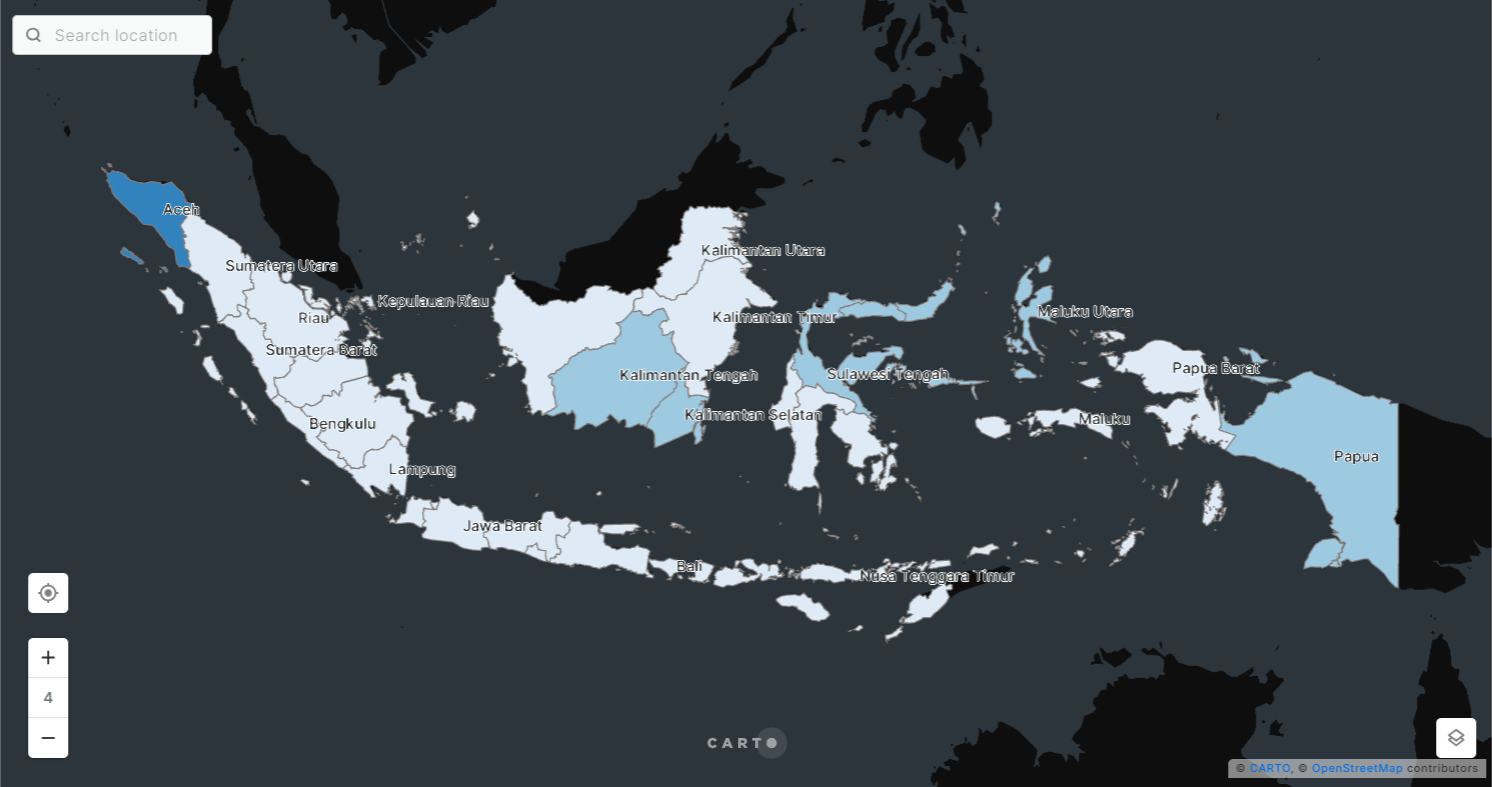 Search location
Aceh
Kalimantan Utara
Sumatera Utara
Kepulauan Riau
Maluku Utara
Riau
Kalimantan Timur
Sumatera Barat
Papua Barat
Kalimantan Tengah
Sulawesi Tengah
Kalimantan Selatan
Maluku
Bengkulu
Papua
Lampung
Jawa Barat
Bali
Nusa Tenggara Timur
+
4
−
CARTO
© CARTO, © OpenStreetMap contributors